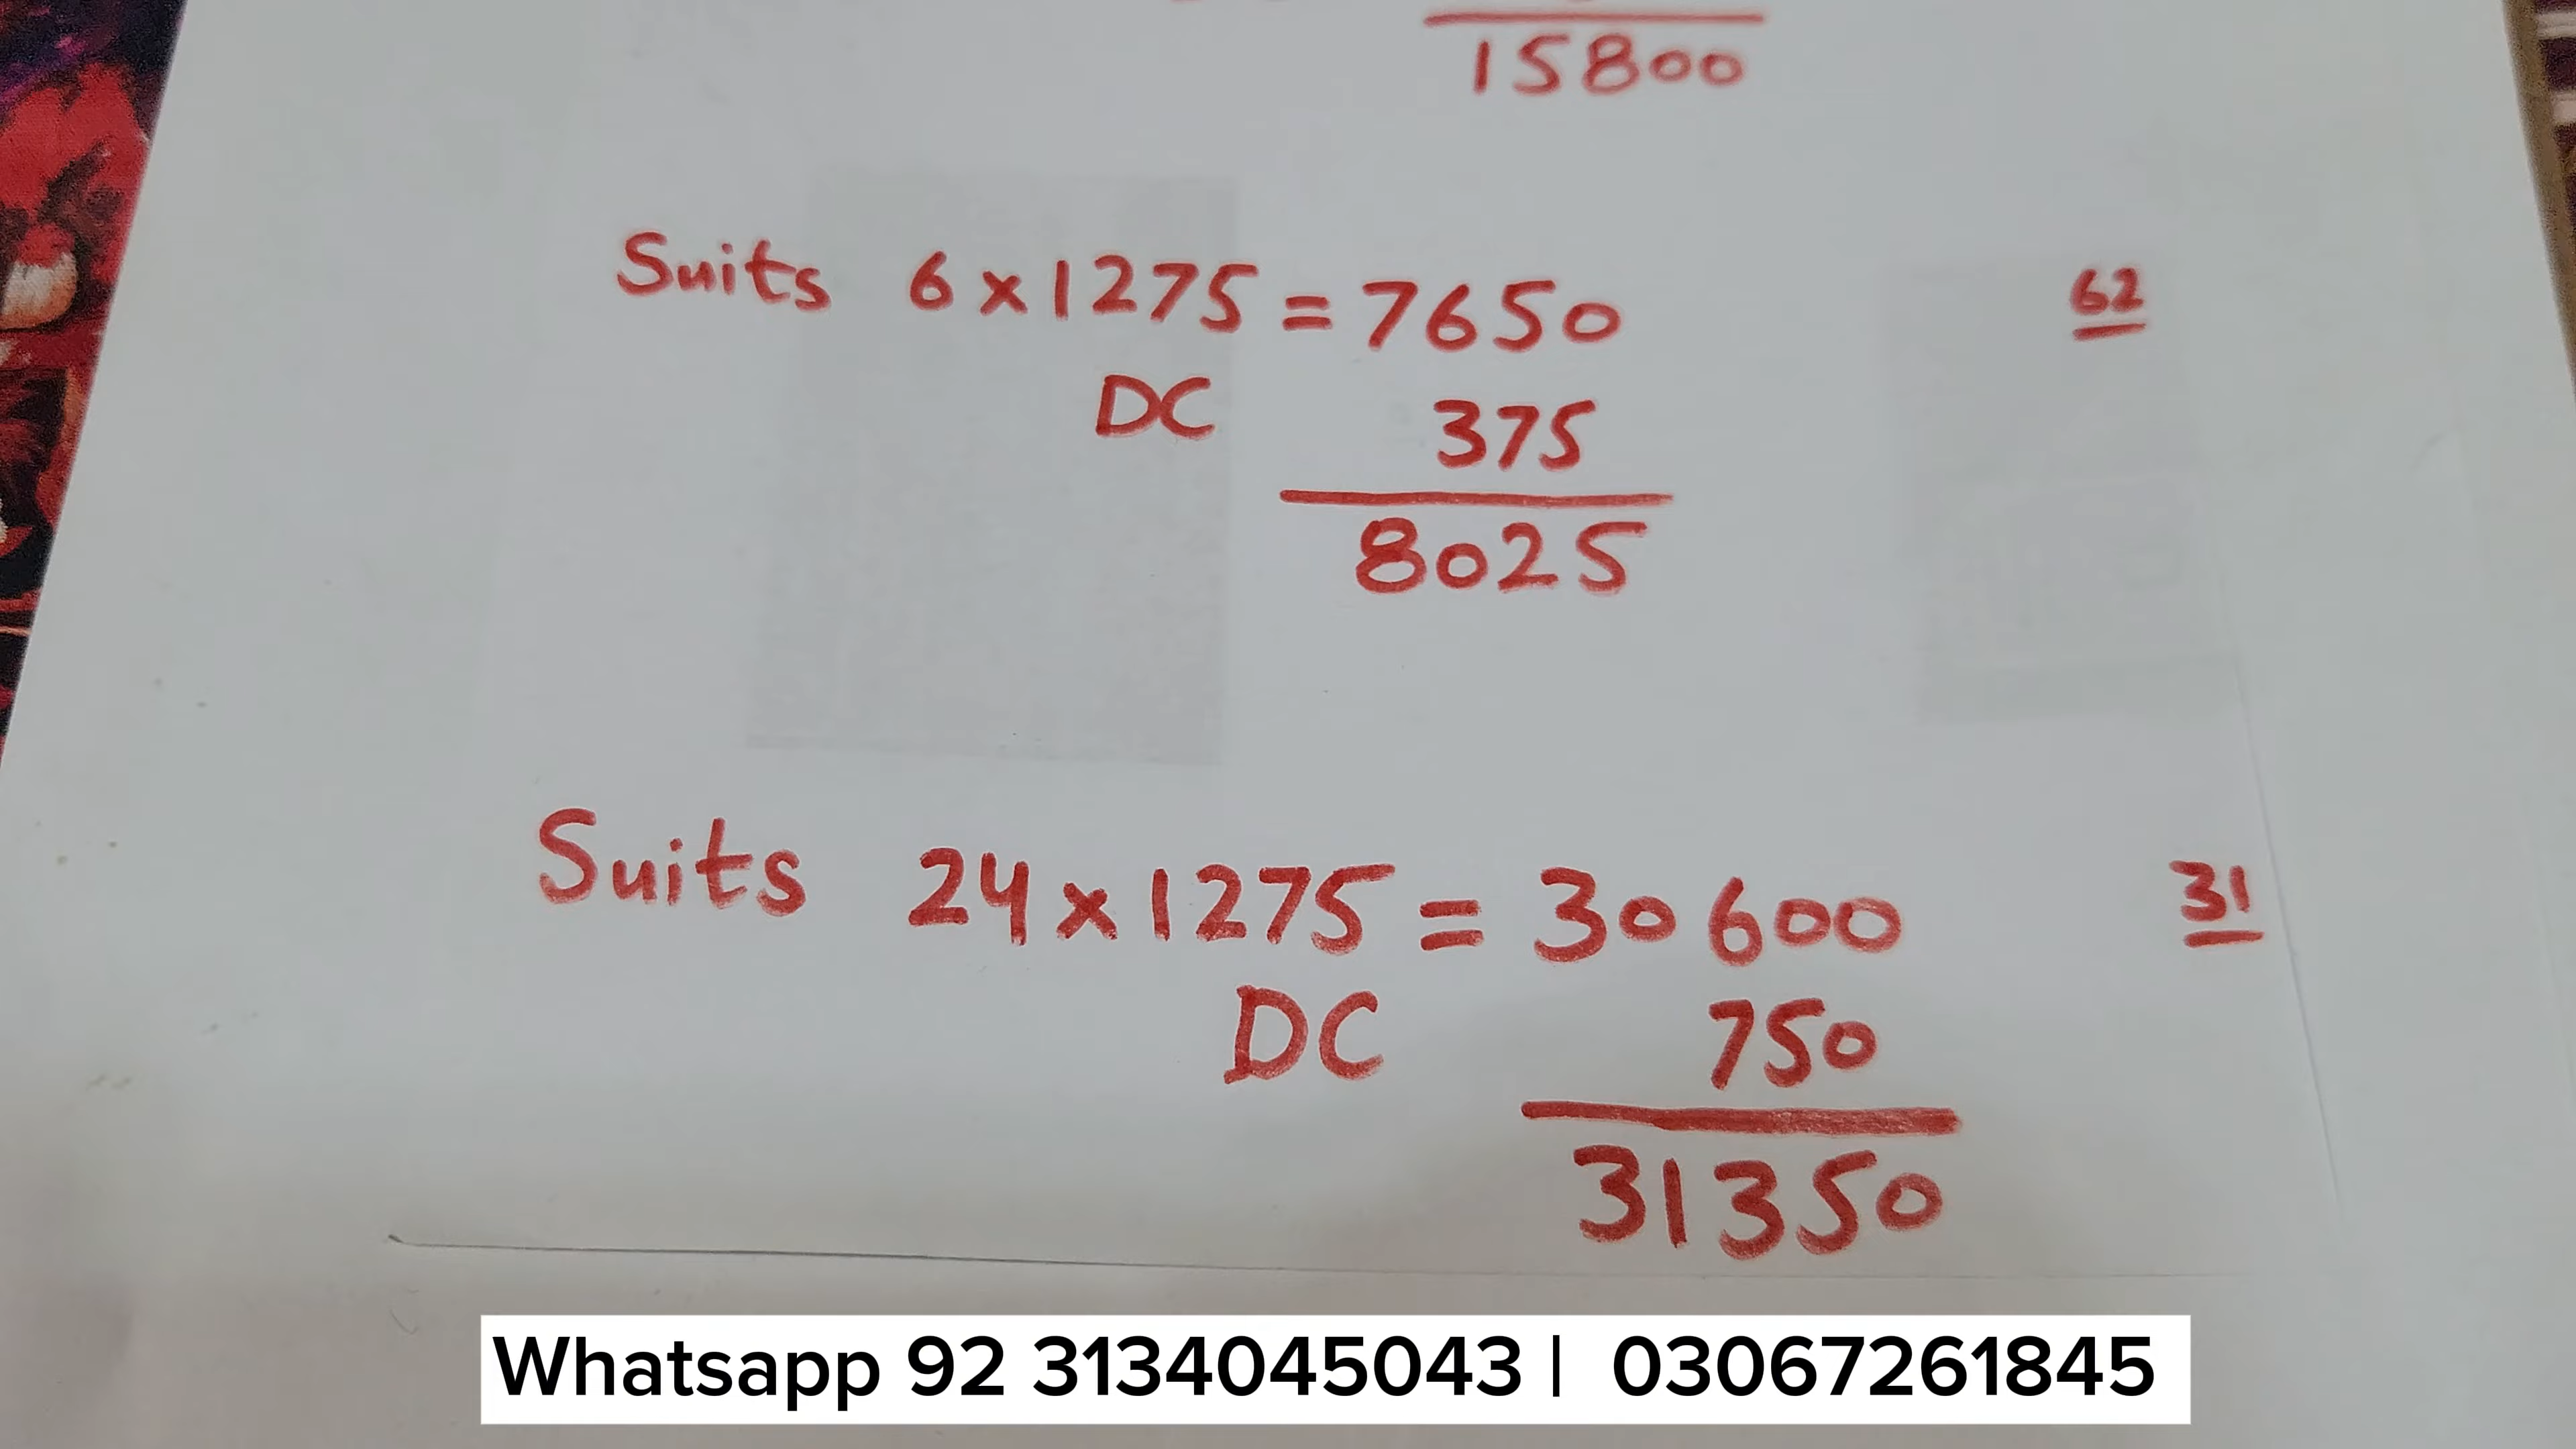 15800
Suits 6 x 1275 = 7650
62
DC 375
8025
Suits 24 x 1275 = 30600
31
DC 750
31350
Whatsapp 92 3134045043 | 03067261845